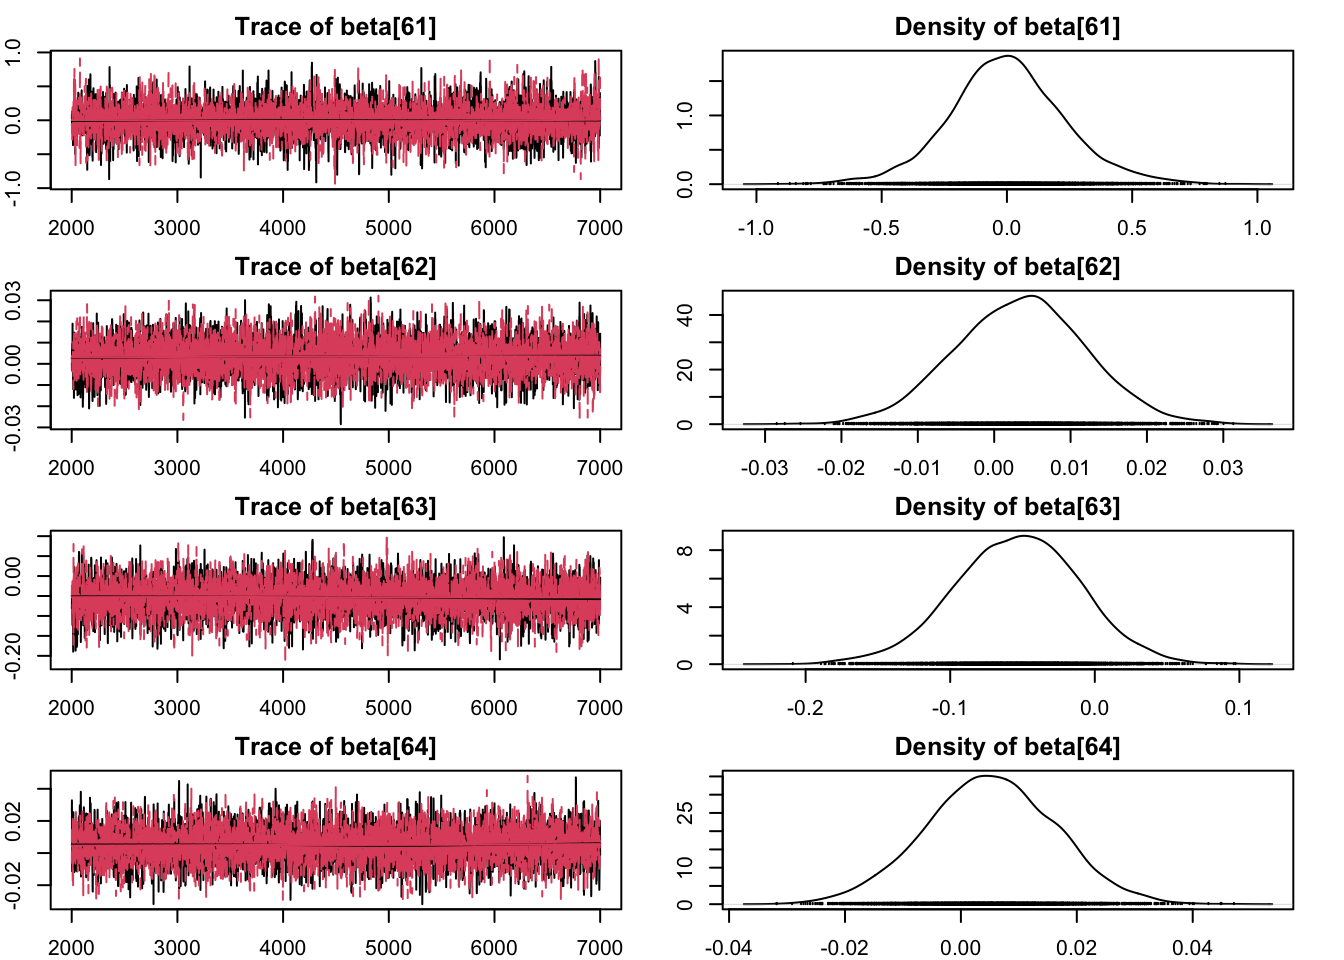 Trace of beta[61]
1.0
0.0
-1.0
2000 3000 4000 5000 6000 7000
Density of beta[61]
1.0
0.0
-1.0 -0.5 0.0 0.5 1.0
Trace of beta[62]
0.03
0.00
-0.03
2000 3000 4000 5000 6000 7000
Density of beta[62]
40
20
0
-0.03 -0.02 -0.01 0.00 0.01 0.02 0.03
Trace of beta[63]
0.00
-0.20
2000 3000 4000 5000 6000 7000
Density of beta[63]
8
4
0
-0.2 -0.1 0.0 0.1
Trace of beta[64]
0.02
-0.02
2000 3000 4000 5000 6000 7000
Density of beta[64]
25
10
0
-0.04 -0.02 0.00 0.02 0.04